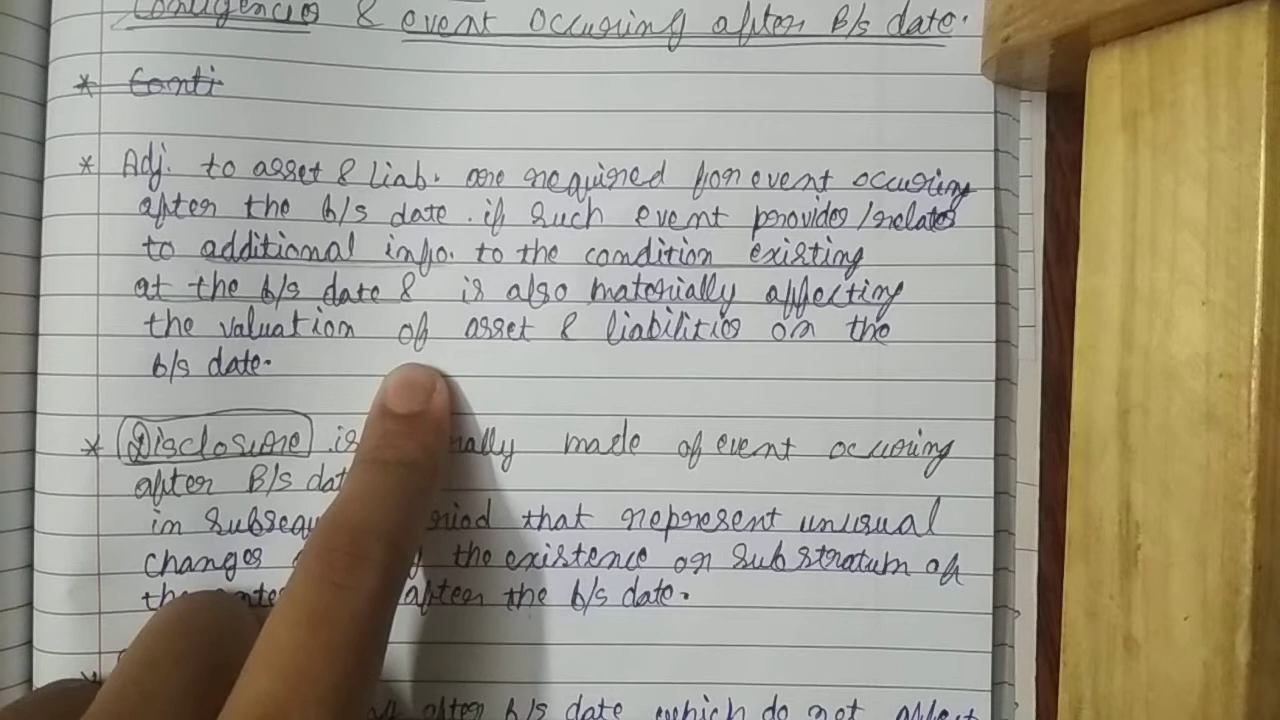 & event occuring after B/s date.
* Conti
* Adj. to asset & liab. are required for event occuring
after the b/s date. if such event provides/relates
to additional info. to the condition existing
at the b/s date & is also materially affecting
the valuation of asset & liabilities on the
b/s date.
* Disclosure is made of event occuring
after B/s
in that represent unusual
changes the existence or substratum of
after the b/s date.
after b/s date which do not affect